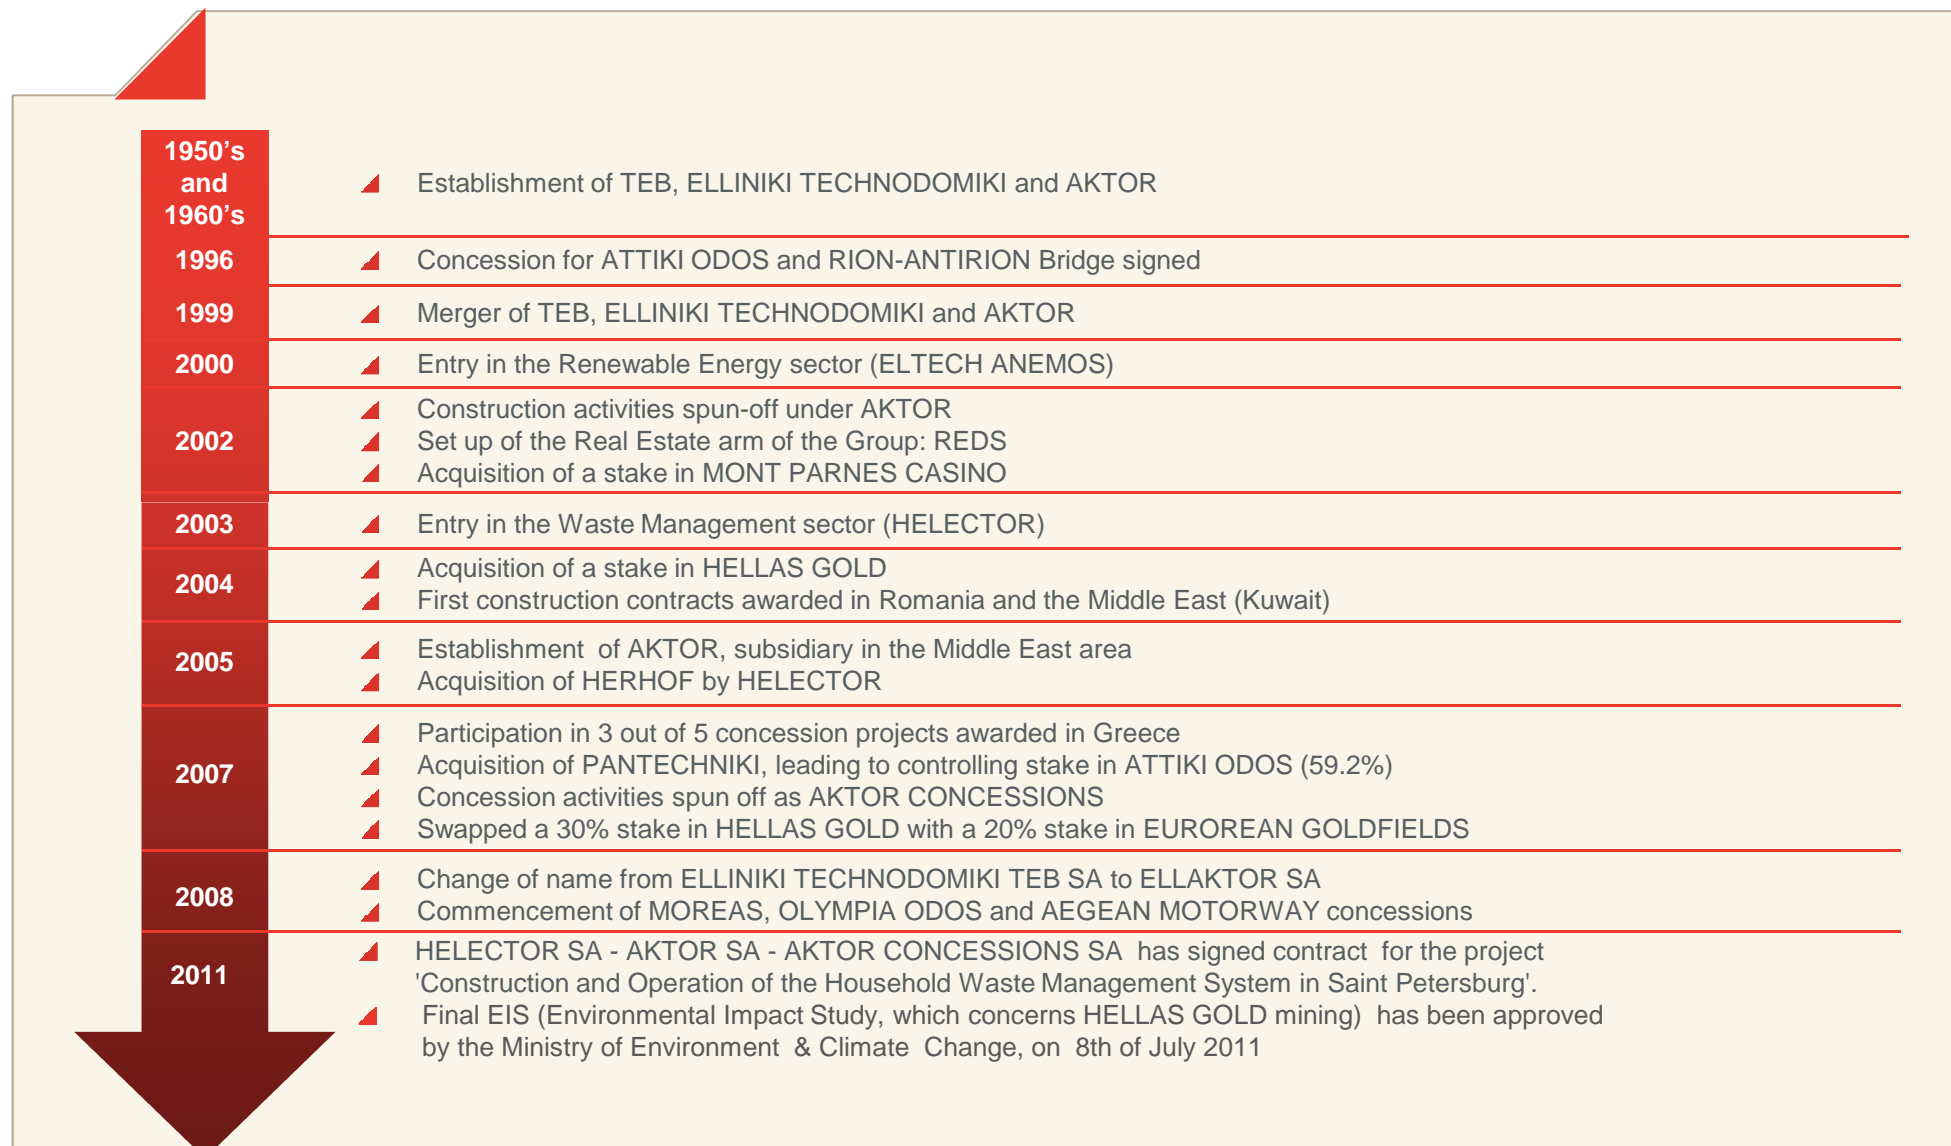 1950’s
and
1960’s
Establishment of TEB, ELLINIKI TECHNODOMIKI and AKTOR
1996
Concession for ATTIKI ODOS and RION-ANTIRION Bridge signed
1999
Merger of TEB, ELLINIKI TECHNODOMIKI and AKTOR
2000
Entry in the Renewable Energy sector (ELTECH ANEMOS)
2002
Construction activities spun-off under AKTOR
Set up of the Real Estate arm of the Group: REDS
Acquisition of a stake in MONT PARNES CASINO
2003
Entry in the Waste Management sector (HELECTOR)
2004
Acquisition of a stake in HELLAS GOLD
First construction contracts awarded in Romania and the Middle East (Kuwait)
2005
Establishment of AKTOR, subsidiary in the Middle East area
Acquisition of HERHOF by HELECTOR
2007
Participation in 3 out of 5 concession projects awarded in Greece
Acquisition of PANTECHNIKI, leading to controlling stake in ATTIKI ODOS (59.2%)
Concession activities spun off as AKTOR CONCESSIONS
Swapped a 30% stake in HELLAS GOLD with a 20% stake in EUROREAN GOLDFIELDS
2008
Change of name from ELLINIKI TECHNODOMIKI TEB SA to ELLAKTOR SA
Commencement of MOREAS, OLYMPIA ODOS and AEGEAN MOTORWAY concessions
2011
HELECTOR SA - AKTOR SA - AKTOR CONCESSIONS SA has signed contract for the project
'Construction and Operation of the Household Waste Management System in Saint Petersburg'.
Final EIS (Environmental Impact Study, which concerns HELLAS GOLD mining) has been approved
by the Ministry of Environment & Climate Change, on 8th of July 2011